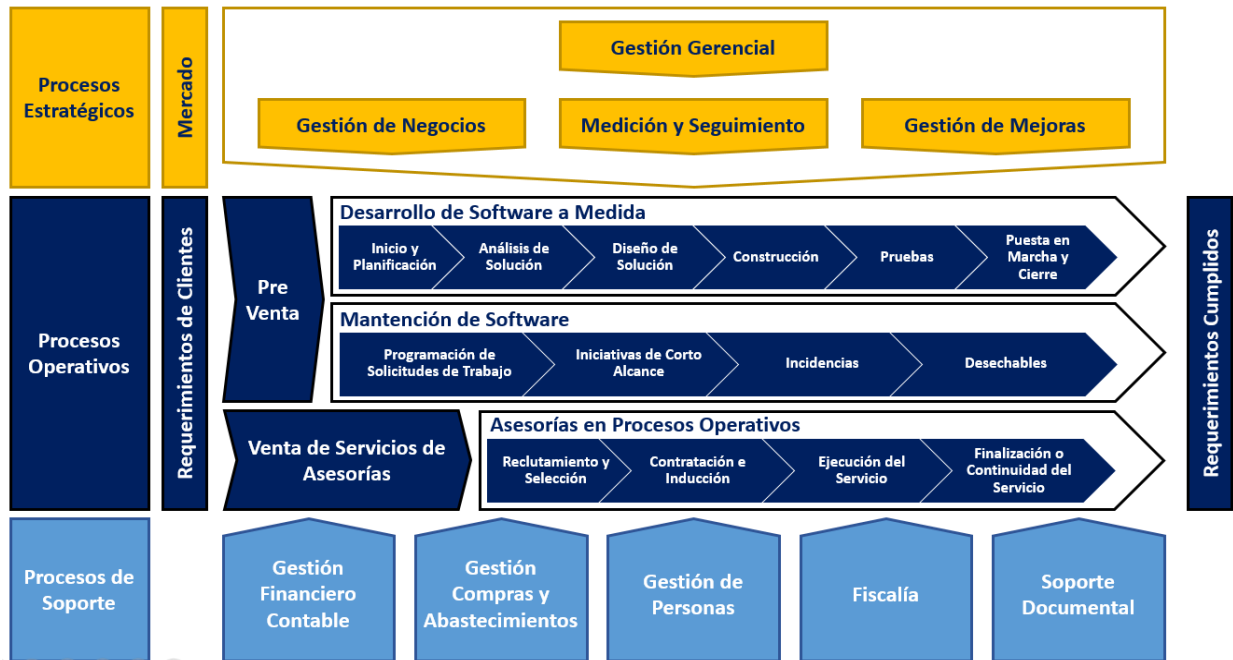 Procesos
Estratégicos
Mercado
Gestión Gerencial
Gestión de Negocios
Medición y Seguimiento
Gestión de Mejoras
Procesos
Operativos
Requerimientos de Clientes
Pre
Venta
Desarrollo de Software a Medida
Inicio y
Planificación
Análisis de
Solución
Diseño de
Solución
Construcción
Pruebas
Puesta en
Marcha y
Cierre
Mantención de Software
Programación de
Solicitudes de Trabajo
Iniciativas de Corto
Alcance
Incidencias
Desechables
Venta de Servicios de
Asesorías
Asesorías en Procesos Operativos
Reclutamiento y
Selección
Contratación e
Inducción
Ejecución del
Servicio
Finalización o
Continuidad del
Servicio
Requerimientos Cumplidos
Procesos de
Soporte
Gestión
Financiero
Contable
Gestión
Compras y
Abastecimientos
Gestión de
Personas
Fiscalía
Soporte
Documental